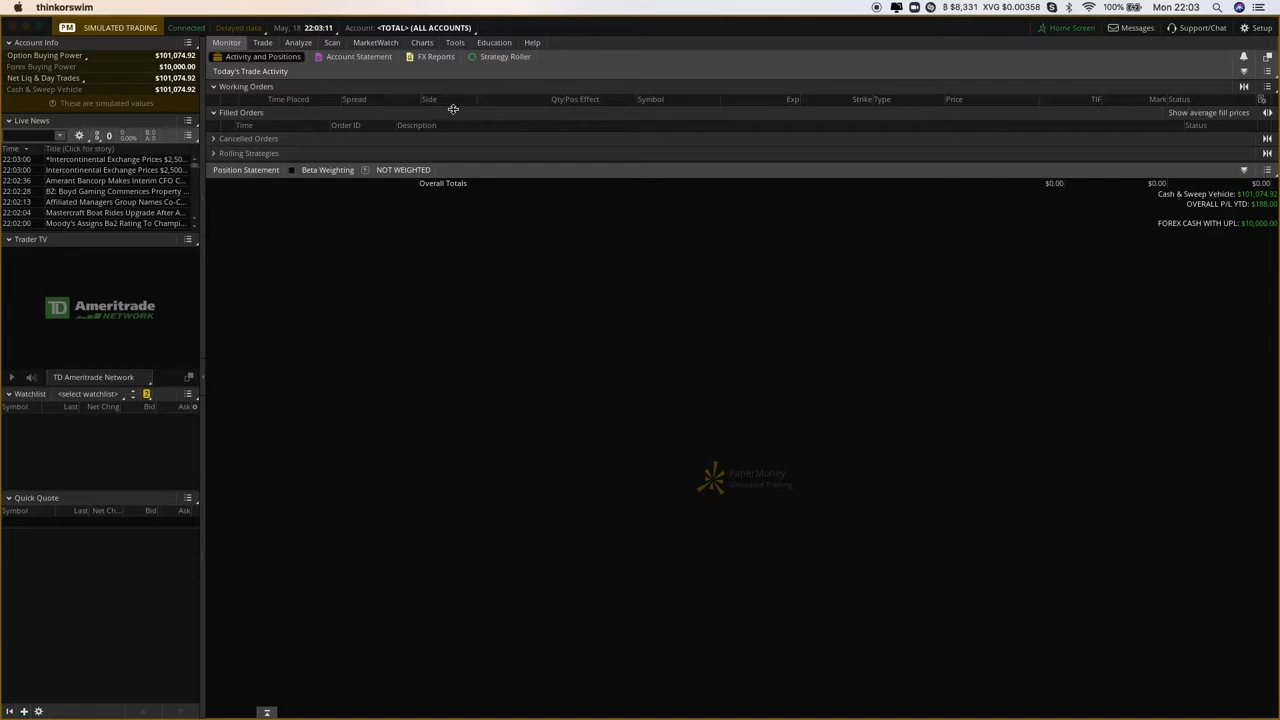 thinkorswim
฿ $8,331 XVG $0.00358
100%
Mon 22:03
PM SIMULATED TRADING Connected Delayed data May, 18 22:03:11 Account: <TOTAL> (ALL ACCOUNTS)
Home Screen Messages Support/Chat Setup
Account Info
Option Buying Power $101,074.92
Forex Buying Power $10,000.00
Net Liq & Day Trades $101,074.92
Cash & Sweep Vehicle $101,074.92
These are simulated values
Live News
0 0 0.00% B: 0 A: 0
Time Title (Click for story)
22:03:00 *Intercontinental Exchange Prices $2,50...
22:03:00 Intercontinental Exchange Prices $2,500...
22:02:36 Amerant Bancorp Makes Interim CFO C...
22:02:28 BZ: Boyd Gaming Commences Property ...
22:02:13 Affiliated Managers Group Names Co-C...
22:02:04 Mastercraft Boat Rides Upgrade After A...
22:02:00 Moody's Assigns Ba2 Rating To Champi...
Trader TV
TD Ameritrade
NETWORK
TD Ameritrade Network
Watchlist <select watchlist> 2
Symbol Last Net Chng Bid Ask
Quick Quote
Symbol Last Net Ch... Bid Ask
Monitor Trade Analyze Scan MarketWatch Charts Tools Education Help
Activity and Positions Account Statement FX Reports Strategy Roller
Today's Trade Activity
Working Orders
Time Placed Spread Side Qty Pos Effect Symbol Exp Strike Type Price TIF Mark Status
Filled Orders Show average fill prices
Time Order ID Description Status
Cancelled Orders
Rolling Strategies
Position Statement Beta Weighting NOT WEIGHTED
Overall Totals $0.00 $0.00 $0.00
Cash & Sweep Vehicle: $101,074.92
OVERALL P/L YTD: $188.00
FOREX CASH WITH UPL: $10,000.00
PaperMoney
Simulated Trading